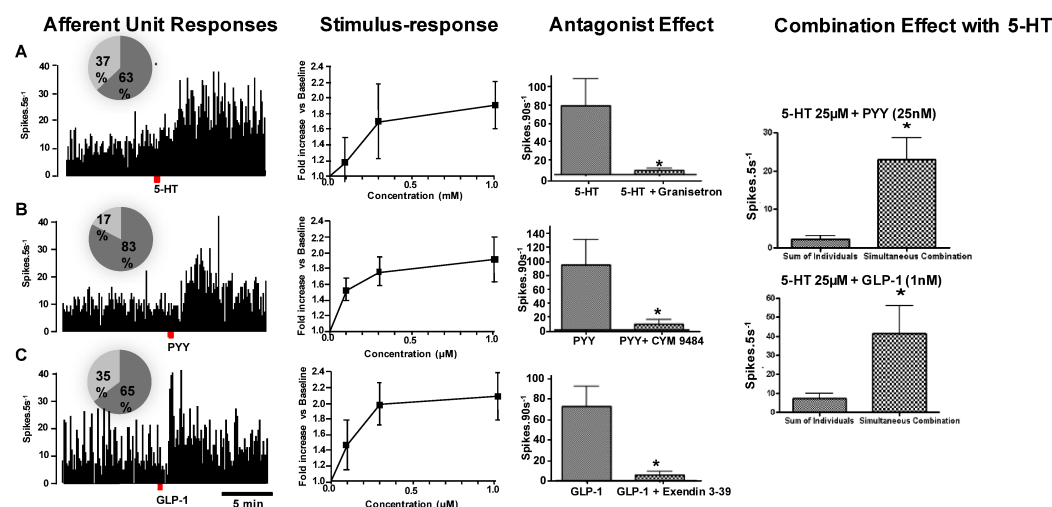 Afferent Unit Responses
Stimulus-response
Antagonist Effect
Combination Effect with 5-HT
A
37
%
63
%
Spikes.5s-1
40
30
20
10
0
5-HT
Fold increase vs Baseline
2.4
2.2
2.0
1.8
1.6
1.4
1.2
1.0
0.0
0.5
1.0
Concentration (mM)
Spikes.90s-1
100
80
60
40
20
0
5-HT
5-HT + Granisetron
B
17
%
83
%
Spikes.5s-1
40
30
20
10
0
PYY
Fold increase vs Baseline
2.4
2.2
2.0
1.8
1.6
1.4
1.2
1.0
0.0
0.5
1.0
Concentration (µM)
Spikes.90s-1
140
120
100
80
60
40
20
0
*
PYY
PYY+ CYM 9484
C
35
%
65
%
Spikes.5s-1
40
30
20
10
0
GLP-1
5 min
Fold increase vs Baseline
2.4
2.2
2.0
1.8
1.6
1.4
1.2
1.0
0.0
0.5
1.0
Concentration (µM)
Spikes.90s-1
100
80
60
40
20
0
*
GLP-1
GLP-1 + Exendin 3-39
5-HT 25µM + PYY (25nM)
*
Spikes.5s-1
30
20
10
0
Sum of Individuals
Simultaneous Combination
5-HT 25µM + GLP-1 (1nM)
*
Spikes.5s-1
60
50
40
30
20
10
0
Sum of Individuals
Simultaneous Combination